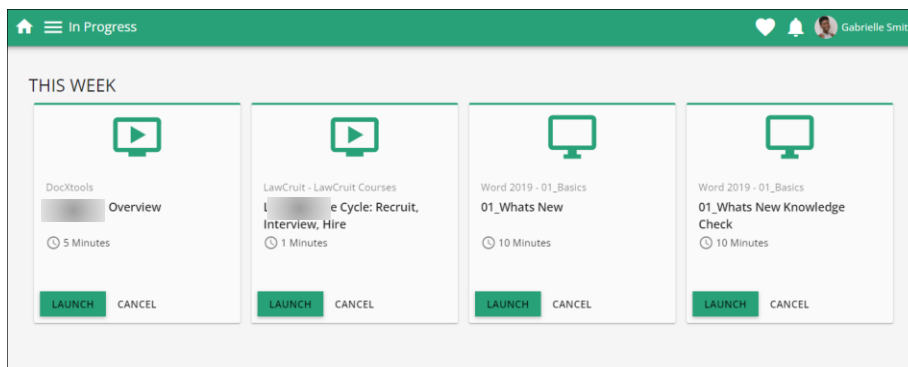 In Progress
Gabrielle Smit
THIS WEEK
DocXtools
Overview
5 Minutes
LAUNCH CANCEL
LawCruit - LawCruit Courses
e Cycle: Recruit,
Interview, Hire
1 Minutes
LAUNCH CANCEL
Word 2019 - 01_Basics
01_Whats New
10 Minutes
LAUNCH CANCEL
Word 2019 - 01_Basics
01_Whats New Knowledge
Check
10 Minutes
LAUNCH CANCEL